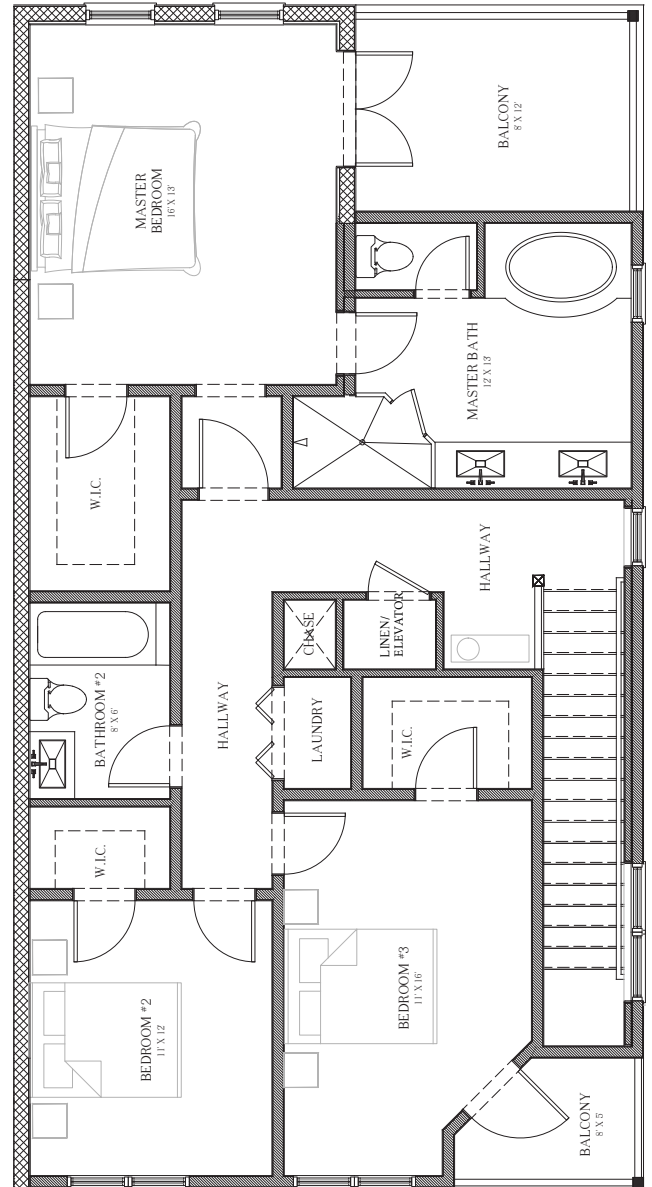 BALCONY
8' X 12'
MASTER
BEDROOM
16' X 13'
MASTER BATH
12' X 13'
W.I.C.
HALLWAY
CHASE
LINEN/
ELEVATOR
BATHROOM #2
8' X 6'
HALLWAY
LAUNDRY
W.I.C.
W.I.C.
BEDROOM #3
11' X 16'
BEDROOM #2
11' X 12'
BALCONY
8' X 5'